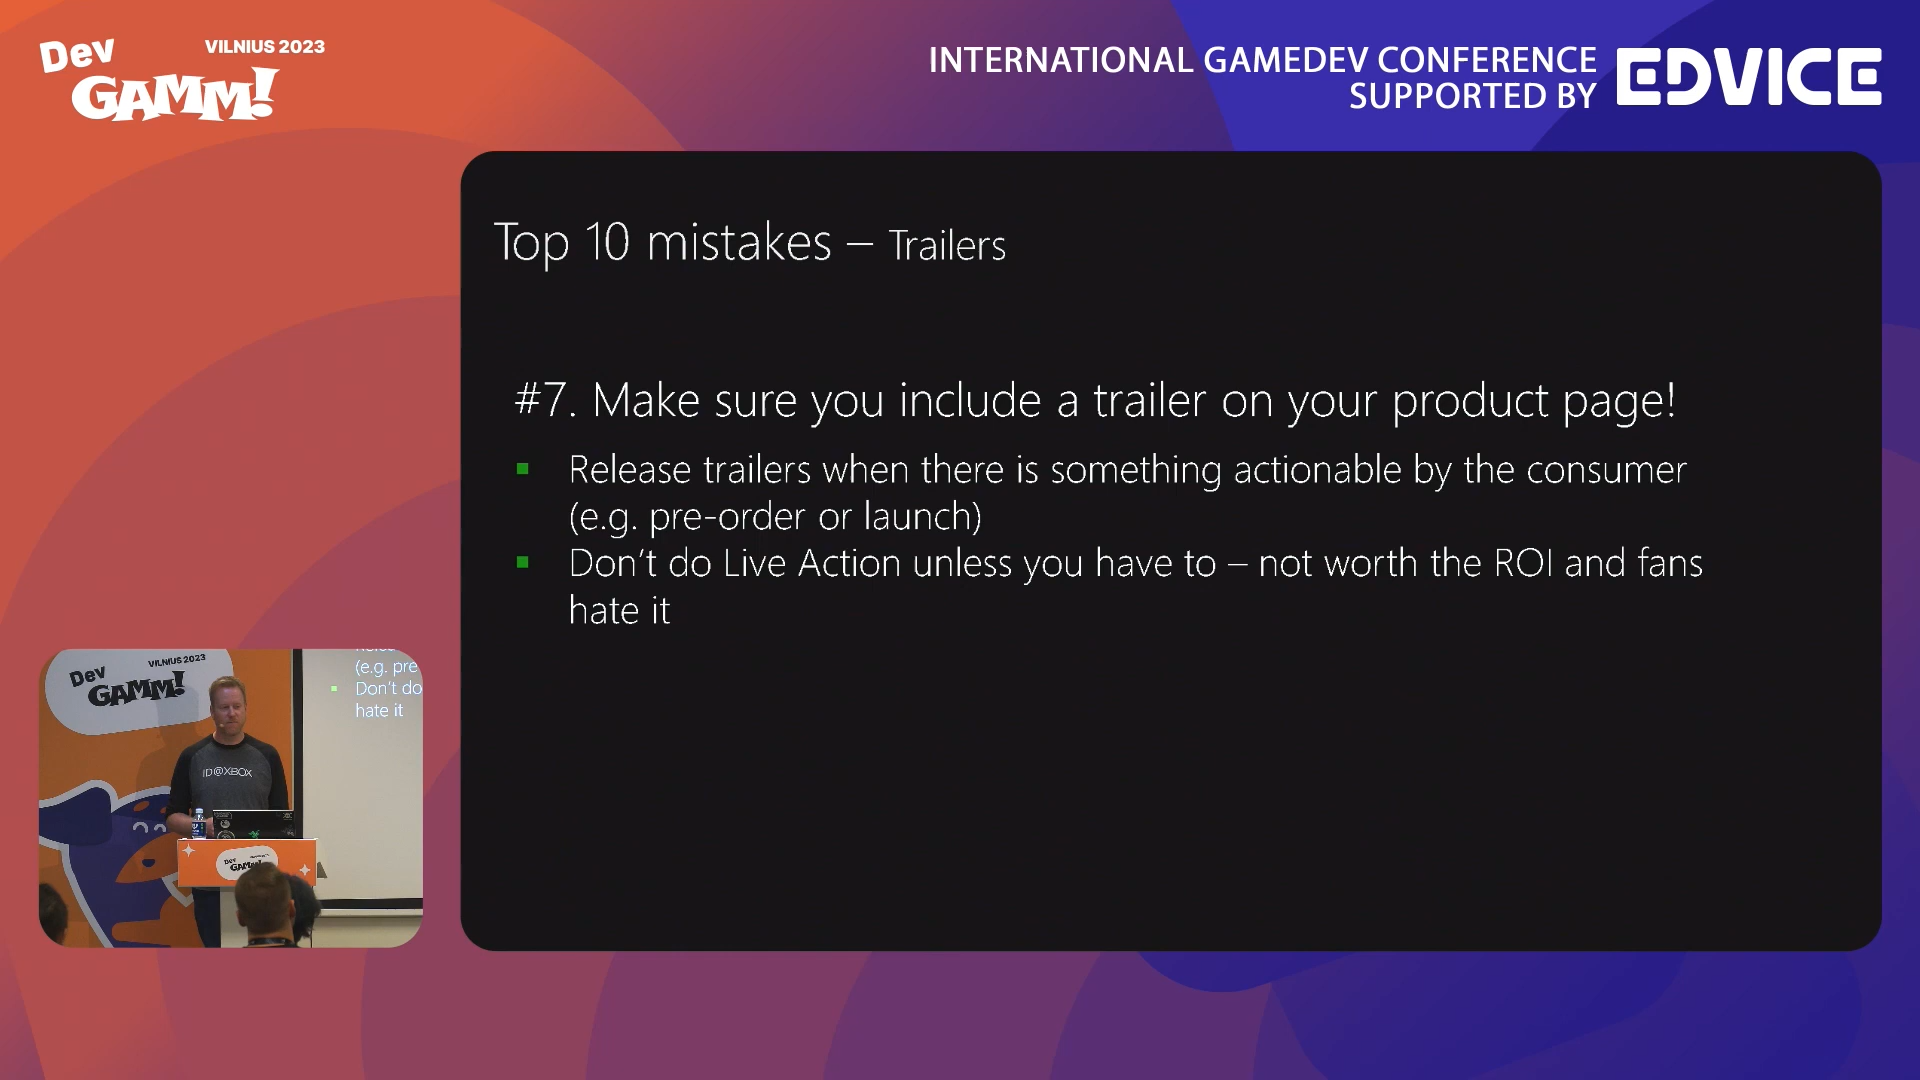 Dev
GAMM!
VILNIUS 2023
INTERNATIONAL GAMEDEV CONFERENCE
SUPPORTED BY
EDVICE
Top 10 mistakes – Trailers
#7. Make sure you include a trailer on your product page!
Release trailers when there is something actionable by the consumer
(e.g. pre-order or launch)
Don't do Live Action unless you have to – not worth the ROI and fans
hate it
Dev
GAMM!
VILNIUS 2023
(e.g. pre
Don't do
hate it
ID@XBOX
Dev
GAMM!